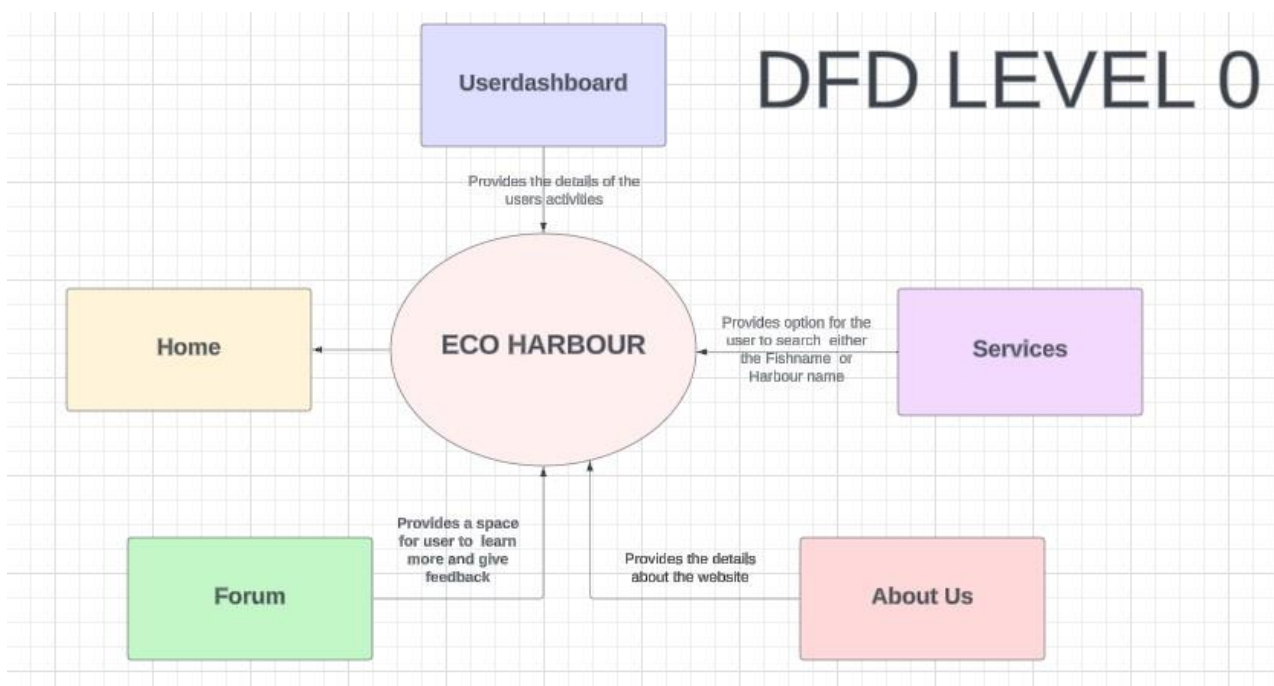 Userdashboard
DFD LEVEL 0
Provides the details of the
users activities
Home
ECO HARBOUR
Provides option for the
user to search either
the Fishname or
Harbour name
Services
Provides a space
for user to learn
more and give
feedback
Forum
Provides the details
about the website
About Us